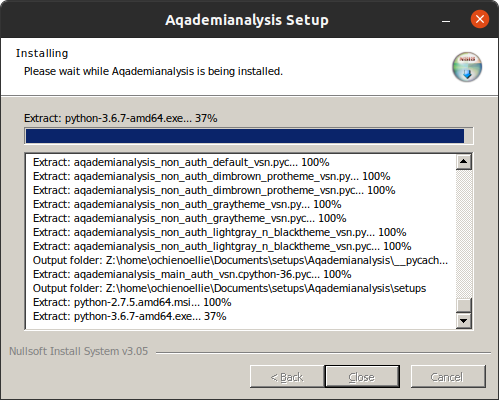 Aqademianalysis Setup
Installing
Please wait while Aqademianalysis is being installed.
Extract: python-3.6.7-amd64.exe... 37%
Extract: aqademianalysis_non_auth_default_vsn.pyc... 100%
Extract: aqademianalysis_non_auth_dimbrown_protheme_vsn.py... 100%
Extract: aqademianalysis_non_auth_dimbrown_protheme_vsn.pyc... 100%
Extract: aqademianalysis_non_auth_graytheme_vsn.py... 100%
Extract: aqademianalysis_non_auth_graytheme_vsn.pyc... 100%
Extract: aqademianalysis_non_auth_lightgray_n_blacktheme_vsn.py... 100%
Extract: aqademianalysis_non_auth_lightgray_n_blacktheme_vsn.pyc... 100%
Output folder: Z:\home\ochienoellie\Documents\setups\Aqademianalysis\__pycach...
Extract: aqademianalysis_main_auth_vsn.cpython-36.pyc... 100%
Output folder: Z:\home\ochienoellie\Documents\setups\Aqademianalysis\setups
Extract: python-2.7.5.amd64.msi... 100%
Extract: python-3.6.7-amd64.exe... 37%
Nullsoft Install System v3.05
< Back
Close
Cancel